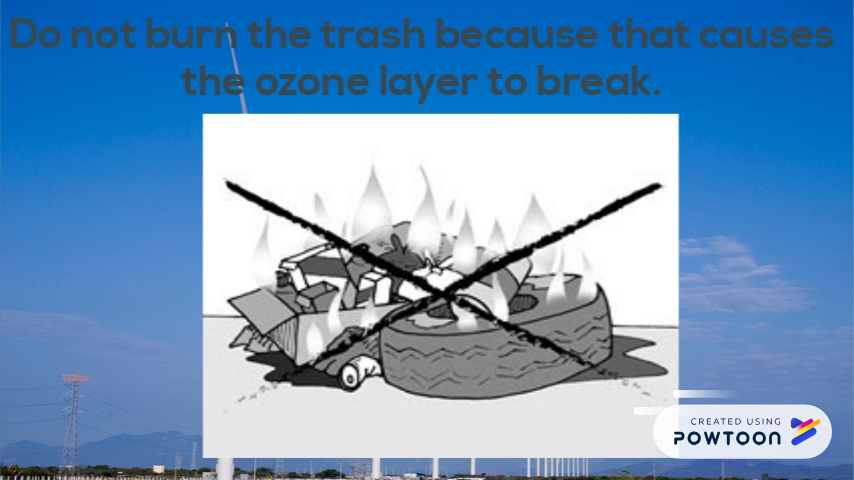 Do not burn the trash because that causes
the ozone layer to break.
CREATED USING
POWTOON